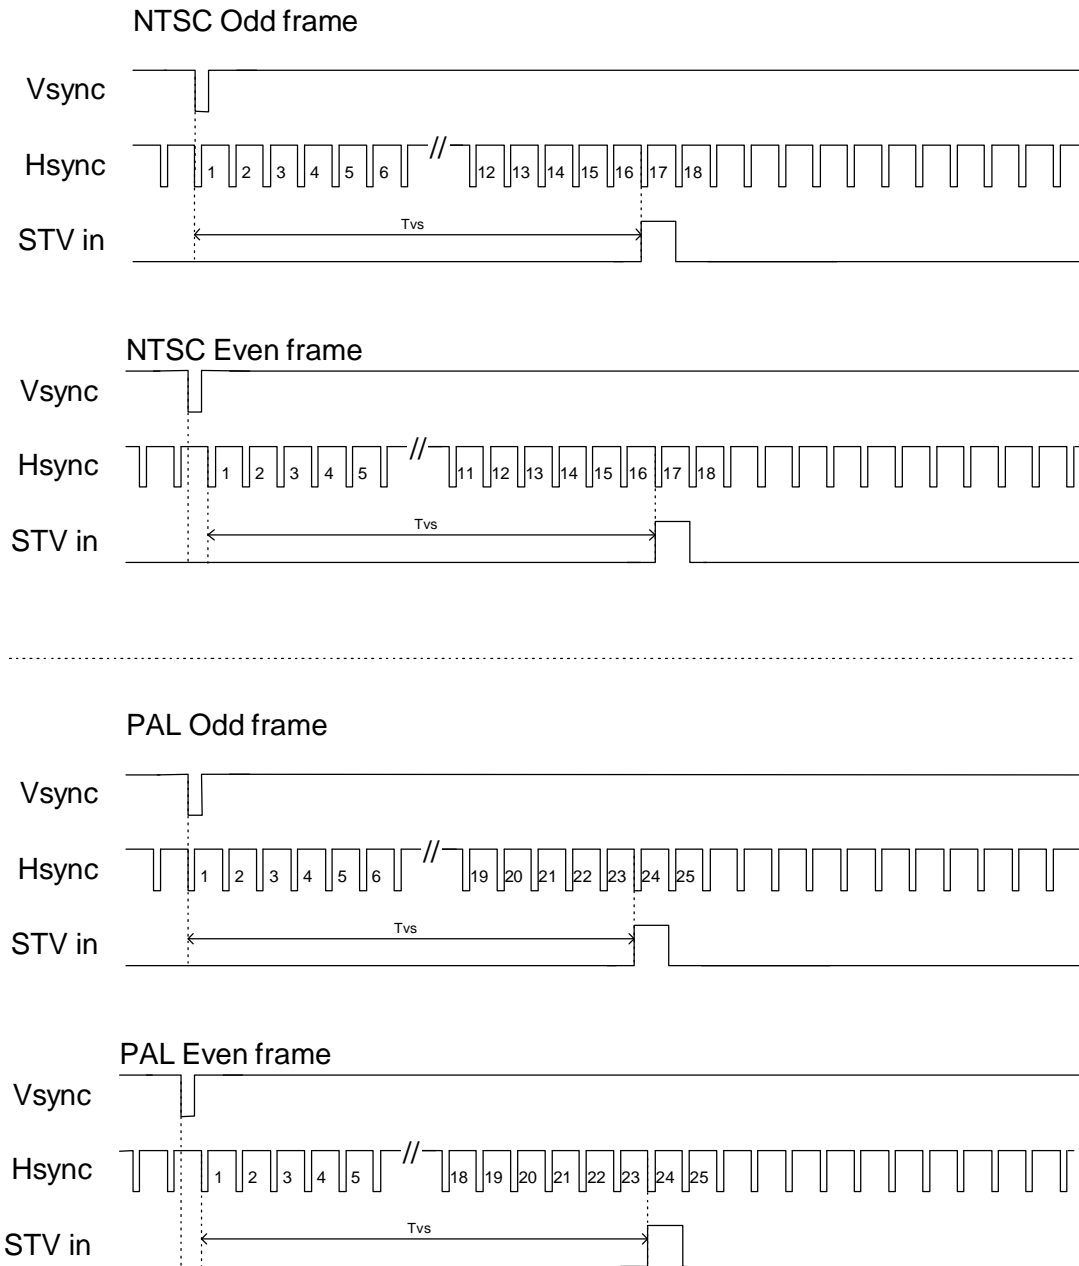 NTSC Odd frame
Vsync
Hsync 1 2 3 4 5 6 // 12 13 14 15 16 17 18
Tvs
STV in
NTSC Even frame
Vsync
Hsync 1 2 3 4 5 // 11 12 13 14 15 16 17 18
Tvs
STV in
PAL Odd frame
Vsync
Hsync 1 2 3 4 5 6 // 19 20 21 22 23 24 25
Tvs
STV in
PAL Even frame
Vsync
Hsync 1 2 3 4 5 // 18 19 20 21 22 23 24 25
Tvs
STV in